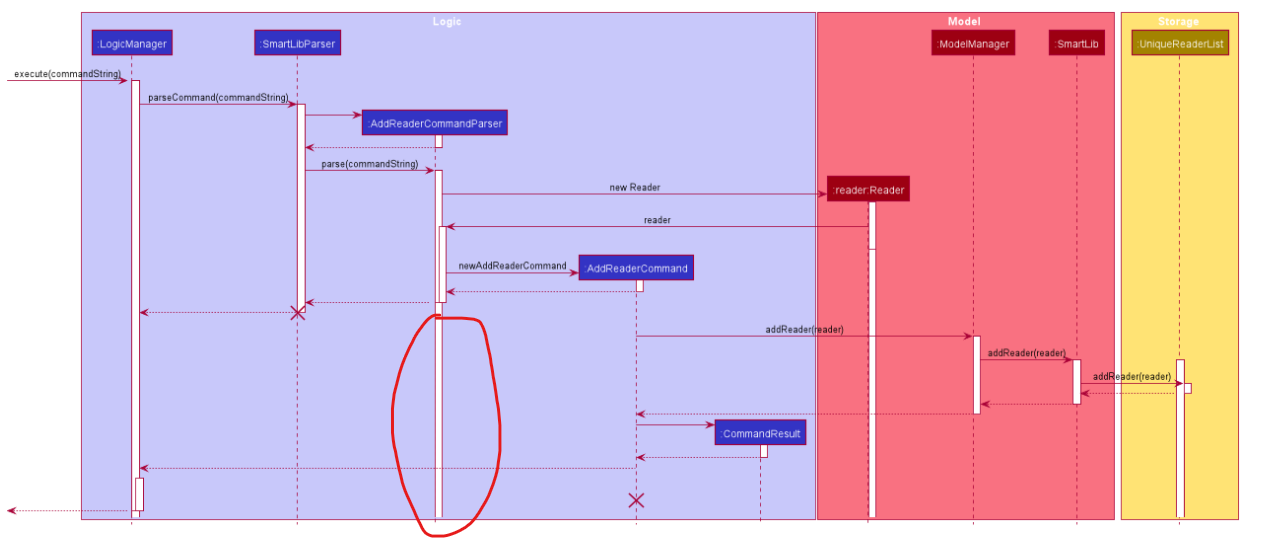 Logic
Model
Storage
:LogicManager
:SmartLibParser
:ModelManager
:SmartLib
:UniqueReaderList
execute(commandString)
parseCommand(commandString)
:AddReaderCommandParser
parse(commandString)
new Reader
:reader:Reader
reader
newAddReaderCommand
:AddReaderCommand
addReader(reader)
addReader(reader)
addReader(reader)
:CommandResult